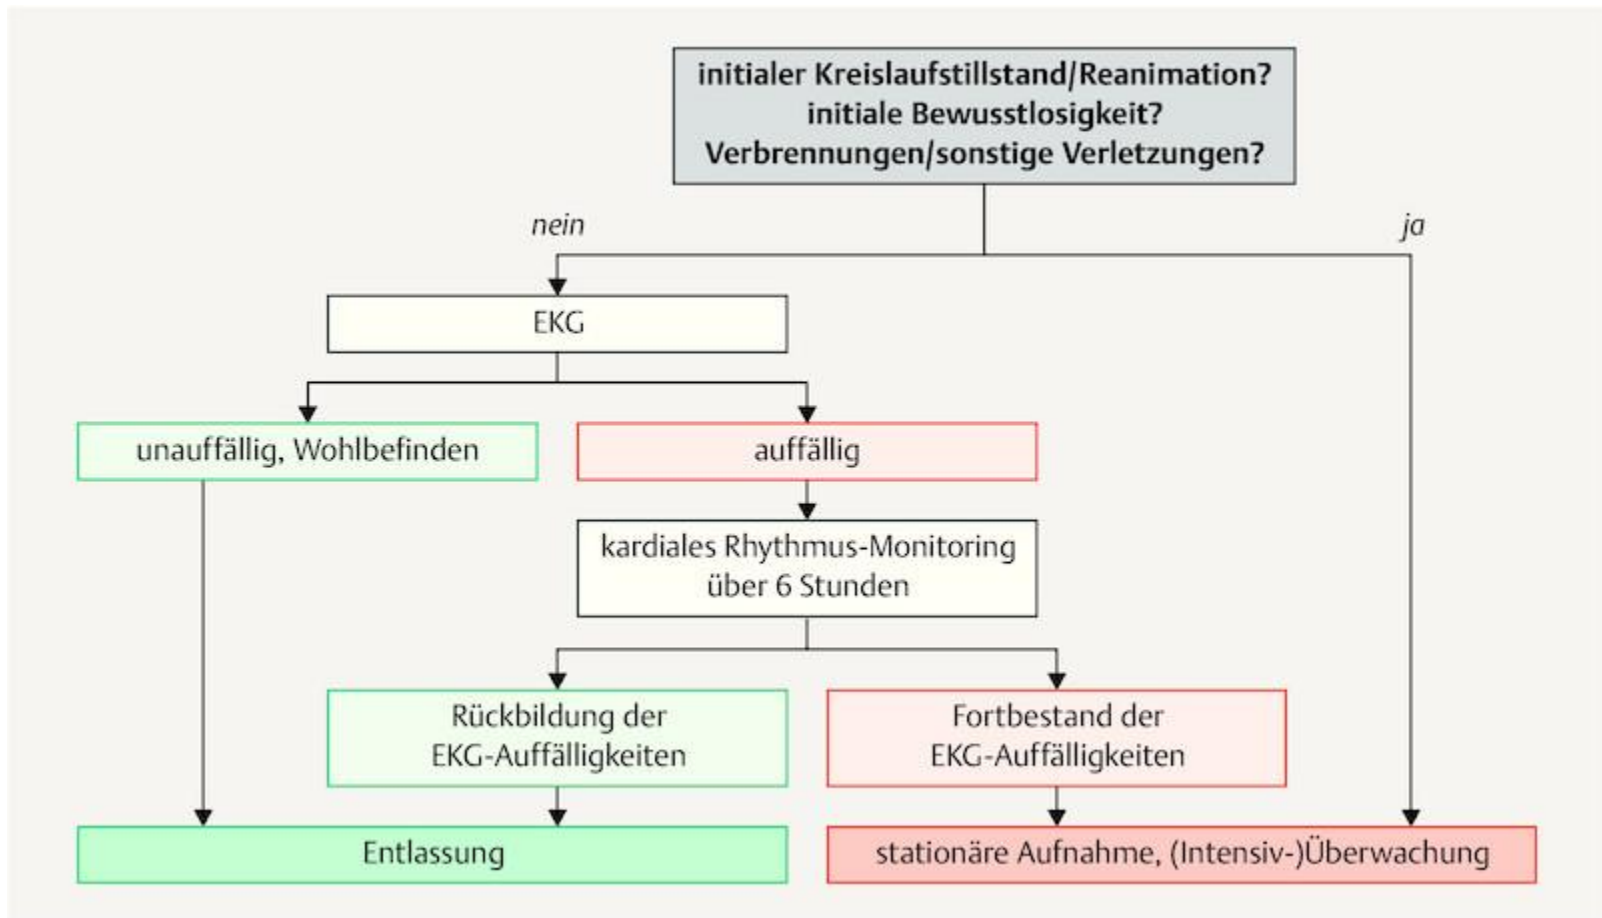 initialer Kreislaufstillstand/Reanimation?
initiale Bewusstlosigkeit?
Verbrennungen/sonstige Verletzungen?
nein
ja
EKG
unauffällig, Wohlbefinden
auffällig
kardiales Rhythmus-Monitoring
über 6 Stunden
Rückbildung der
EKG-Auffälligkeiten
Fortbestand der
EKG-Auffälligkeiten
Entlassung
stationäre Aufnahme, (Intensiv-)Überwachung